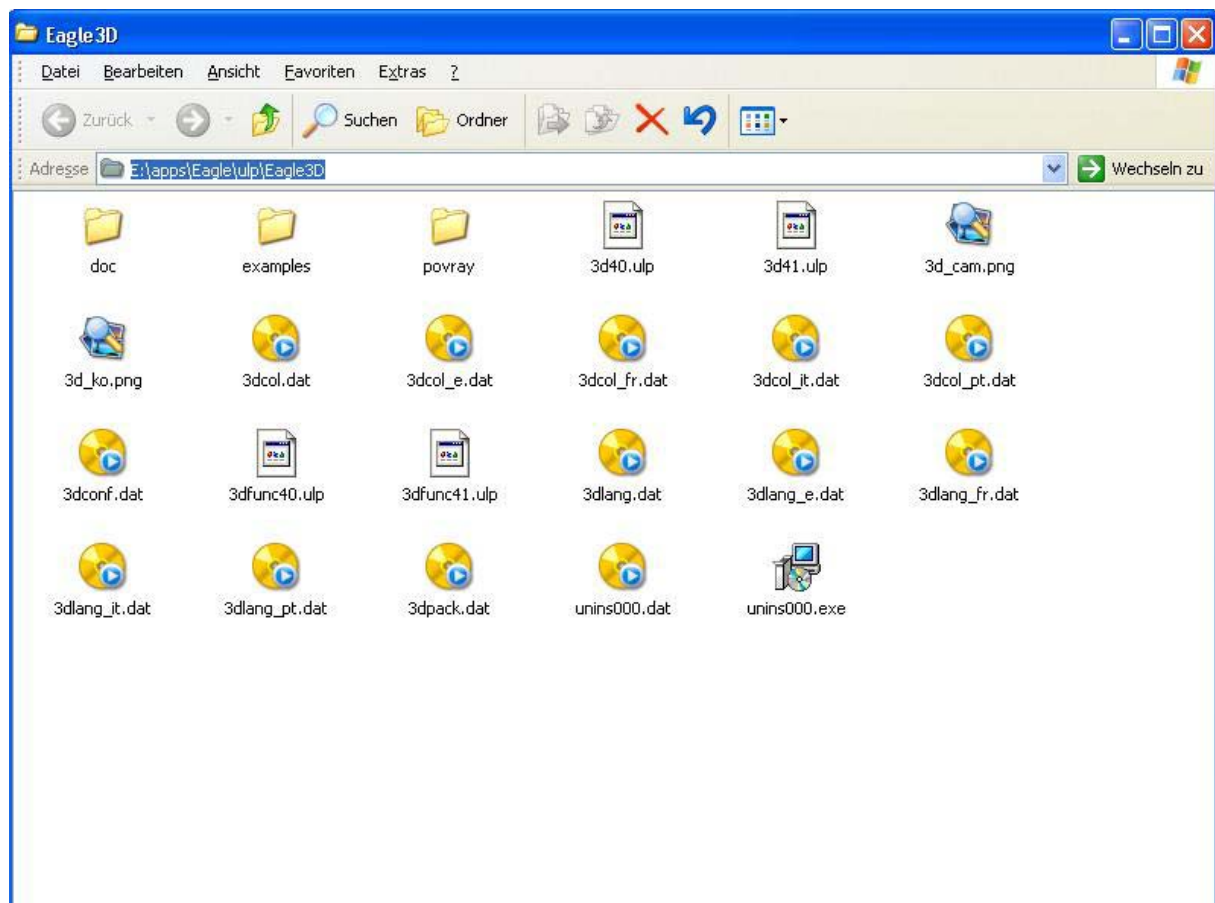 Eagle3D
Datei Bearbeiten Ansicht Favoriten Extras ?
Zurück Suchen Ordner
Adresse E:\apps\Eagle\ulp\Eagle3D Wechseln zu
doc examples povray 3d40.ulp 3d41.ulp 3d_cam.png
3d_ko.png 3dcol.dat 3dcol_e.dat 3dcol_fr.dat 3dcol_it.dat 3dcol_pt.dat
3dconf.dat 3dfunc40.ulp 3dfunc41.ulp 3dlang.dat 3dlang_e.dat 3dlang_fr.dat
3dlang_it.dat 3dlang_pt.dat 3dpack.dat unins000.dat unins000.exe